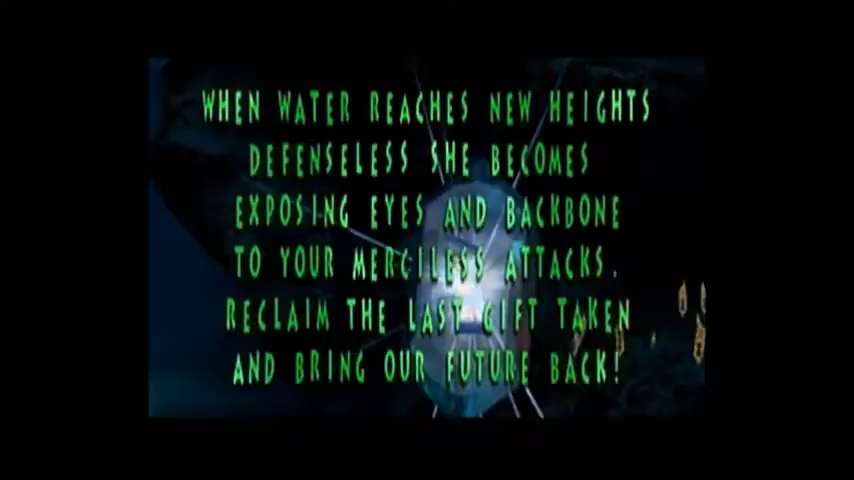 WHEN WATER REACHES NEW HEIGHTS
DEFENSELESS SHE BECOMES
EXPOSING EYES AND BACKBONE
TO YOUR MERCILESS ATTACKS.
RECLAIM THE LAST GIFT TAKEN
AND BRING OUR FUTURE BACK!